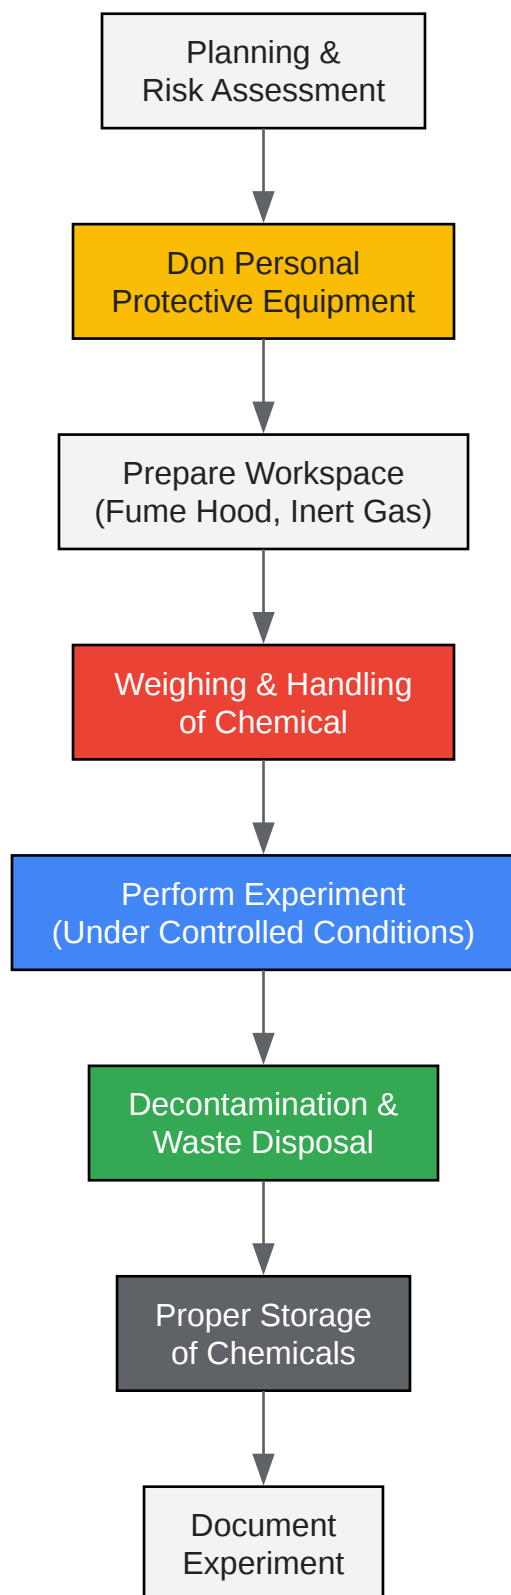 Planning &
Risk Assessment
Don Personal
Protective Equipment
Prepare Workspace
(Fume Hood, Inert Gas)
Weighing & Handling
of Chemical
Perform Experiment
(Under Controlled Conditions)
Decontamination &
Waste Disposal
Proper Storage
of Chemicals
Document
Experiment